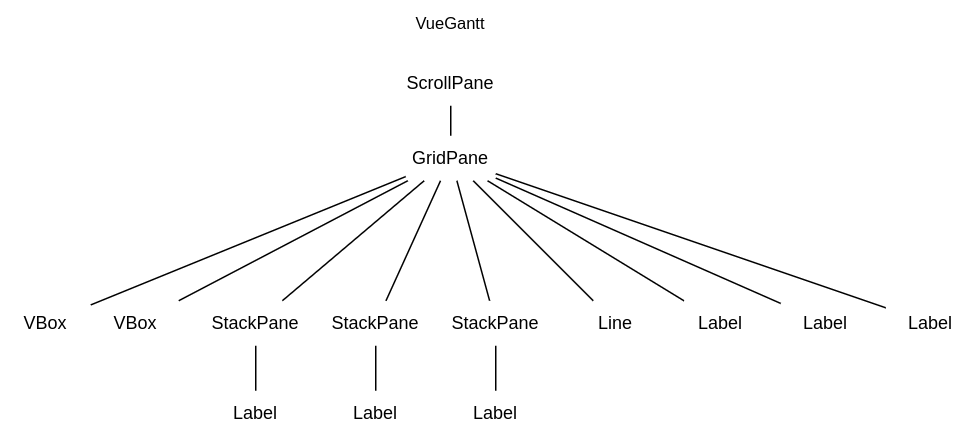 VueGantt
ScrollPane
GridPane
VBox VBox StackPane StackPane StackPane Line Label Label Label
Label Label Label